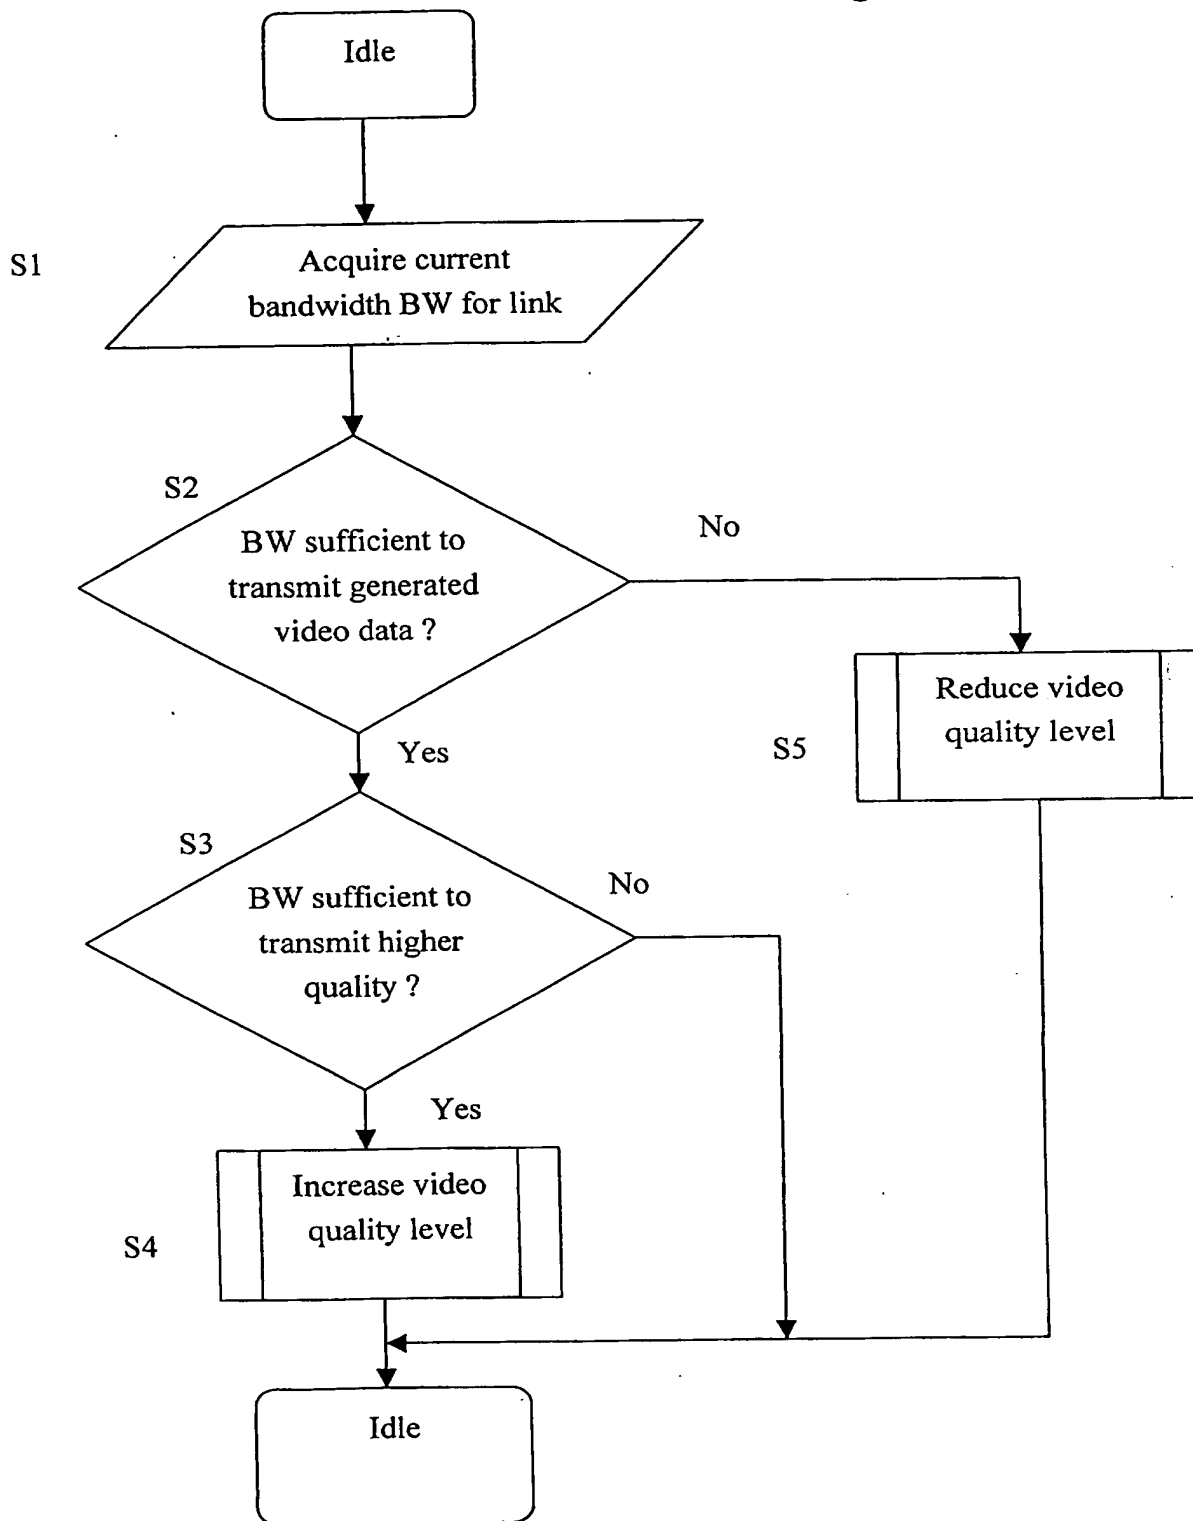 Idle
S1
Acquire current
bandwidth BW for link
S2
BW sufficient to
transmit generated
video data ?
No
Reduce video
quality level
S5
Yes
S3
BW sufficient to
transmit higher
quality ?
No
Yes
Increase video
quality level
S4
Idle